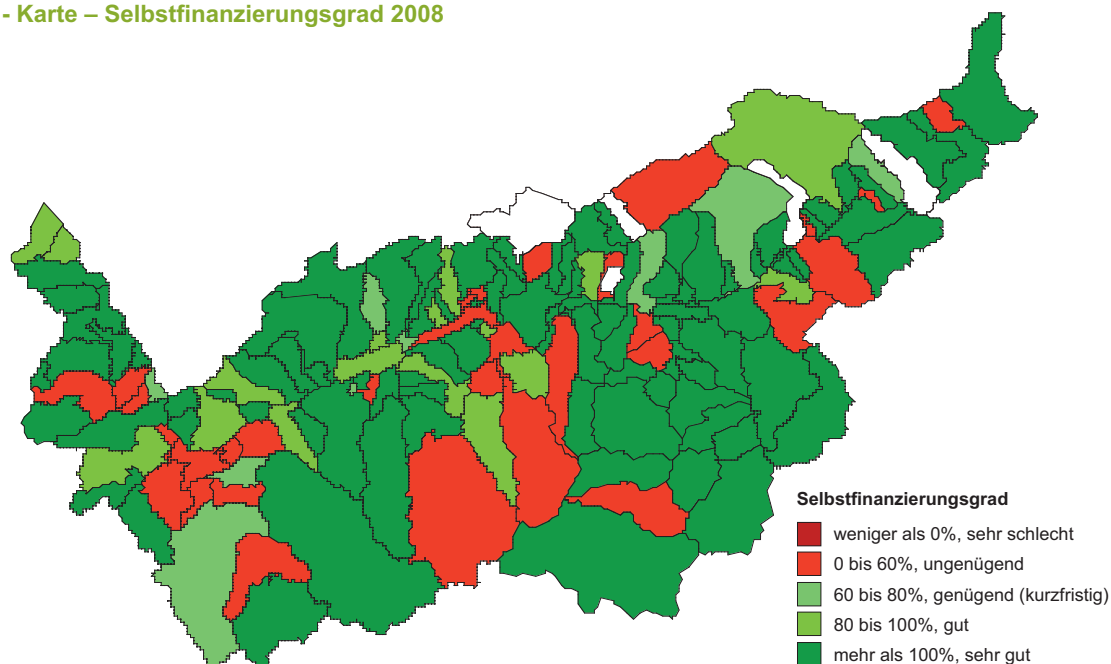 - Karte – Selbstfinanzierungsgrad 2008
Selbstfinanzierungsgrad
weniger als 0%, sehr schlecht
0 bis 60%, ungenügend
60 bis 80%, genügend (kurzfristig)
80 bis 100%, gut
mehr als 100%, sehr gut